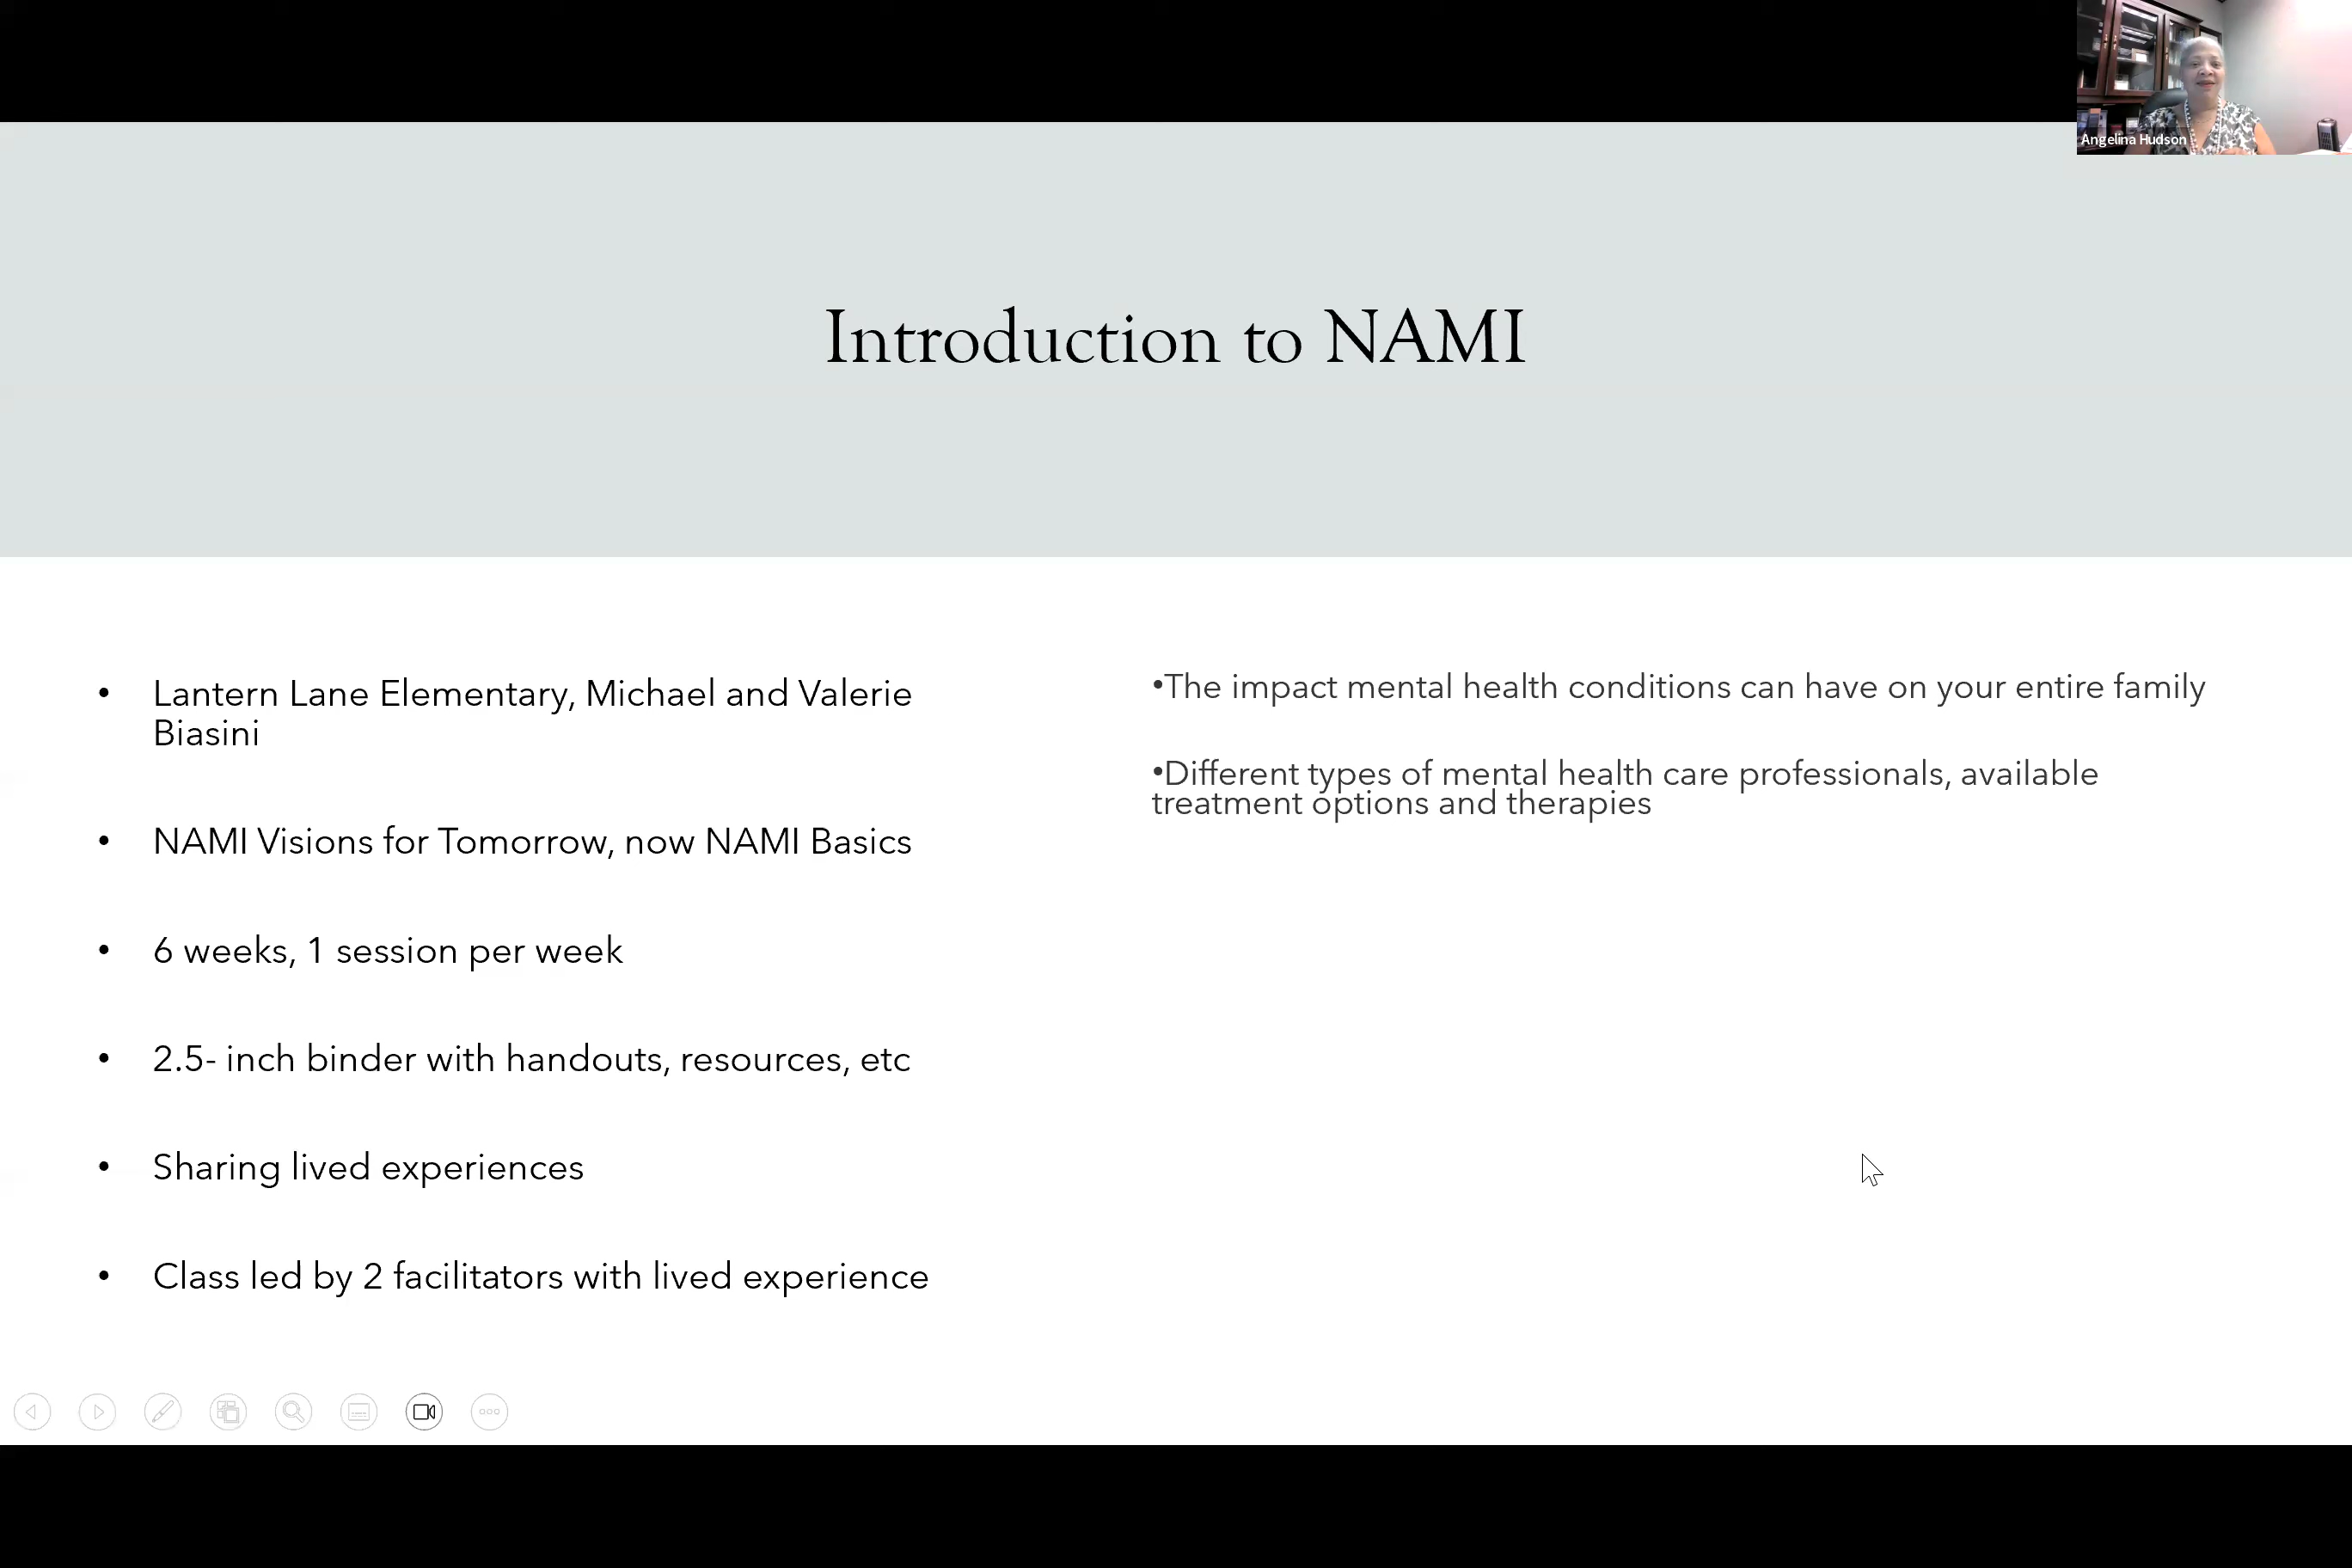 Angelina Hudson
Introduction to NAMI
• Lantern Lane Elementary, Michael and Valerie
Biasini
• NAMI Visions for Tomorrow, now NAMI Basics
• 6 weeks, 1 session per week
• 2.5- inch binder with handouts, resources, etc
• Sharing lived experiences
• Class led by 2 facilitators with lived experience
•The impact mental health conditions can have on your entire family
•Different types of mental health care professionals, available
treatment options and therapies